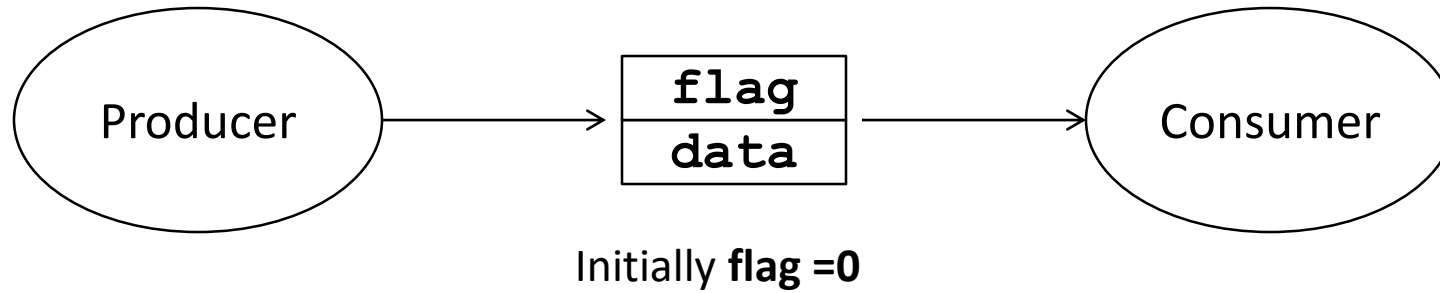 Producer
flag
data
Consumer
Initially flag =0